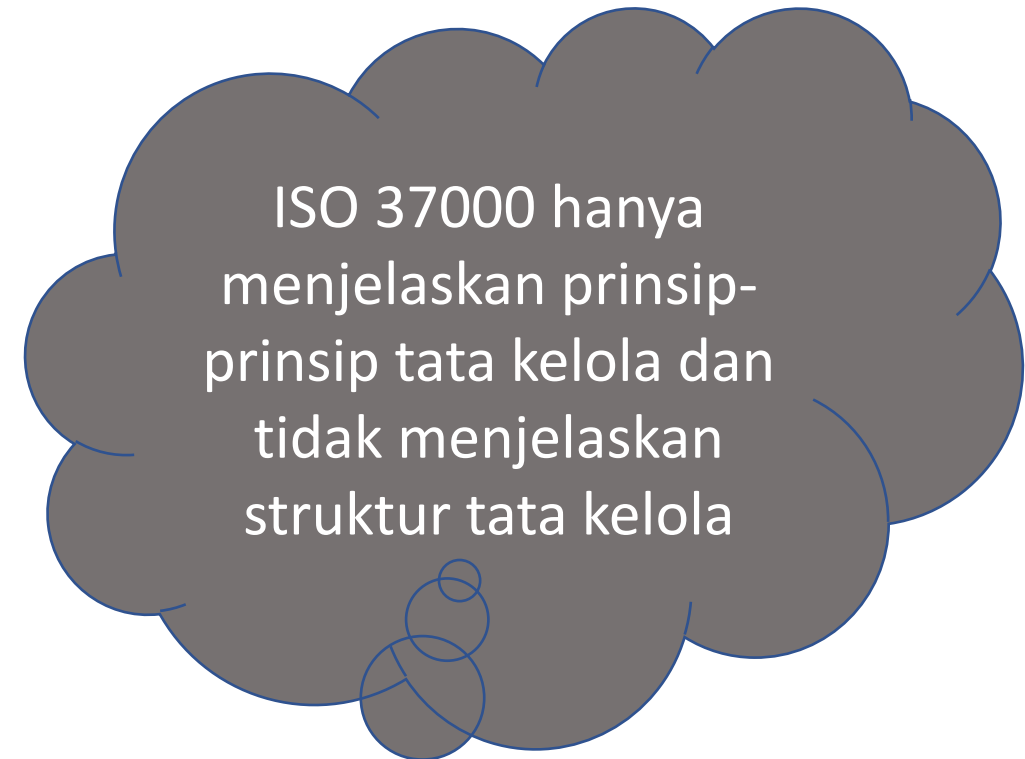 ISO 37000 hanya
menjelaskan prinsip-
prinsip tata kelola dan
tidak menjelaskan
struktur tata kelola